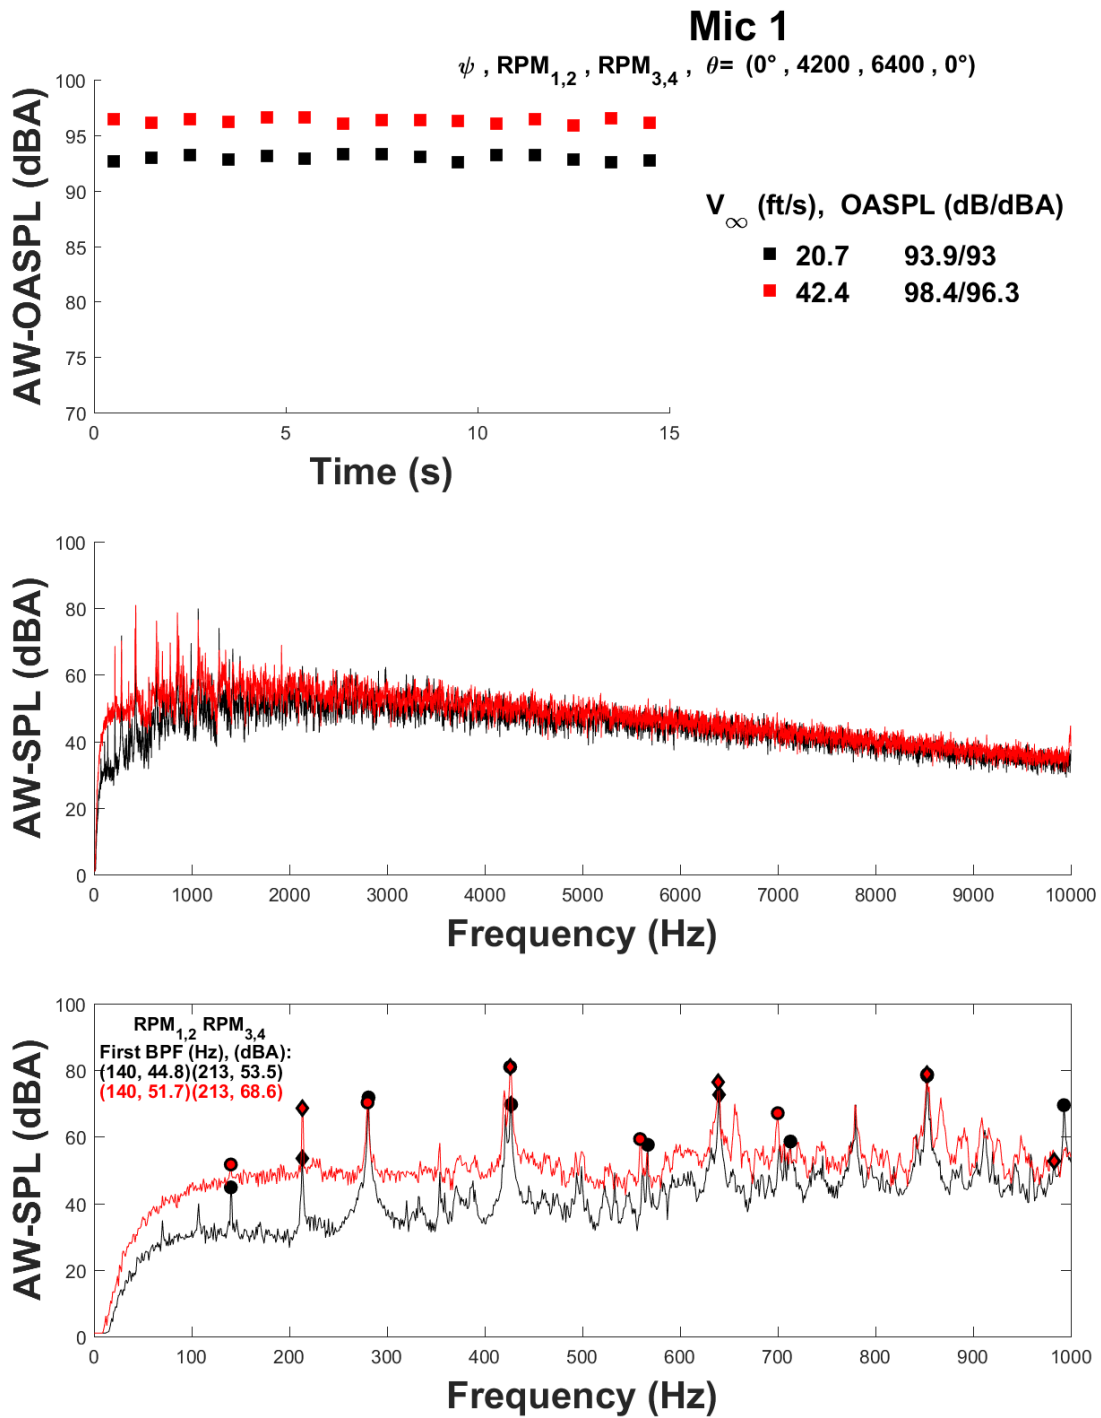 Mic 1
ψ , RPM1,2 , RPM3,4 , θ= (0° , 4200 , 6400 , 0°)
100
95
90
85
80
75
70
0 5 10 15
AW-OASPL (dBA)
Time (s)
V∞ (ft/s), OASPL (dB/dBA)
20.7 93.9/93
42.4 98.4/96.3
100
80
60
40
20
0
0 1000 2000 3000 4000 5000 6000 7000 8000 9000 10000
AW-SPL (dBA)
Frequency (Hz)
100
80
60
40
20
0
RPM1,2 RPM3,4
First BPF (Hz), (dBA):
(140, 44.8)(213, 53.5)
(140, 51.7)(213, 68.6)
0 100 200 300 400 500 600 700 800 900 1000
AW-SPL (dBA)
Frequency (Hz)